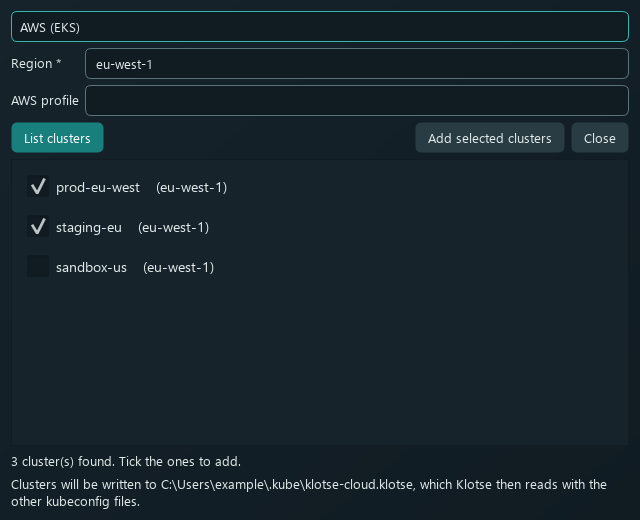 AWS (EKS)
Region * eu-west-1
AWS profile
List clusters Add selected clusters Close
prod-eu-west (eu-west-1)
staging-eu (eu-west-1)
sandbox-us (eu-west-1)
3 cluster(s) found. Tick the ones to add.
Clusters will be written to C:\Users\example\.kube\klotse-cloud.klotse, which Klotse then reads with the
other kubeconfig files.